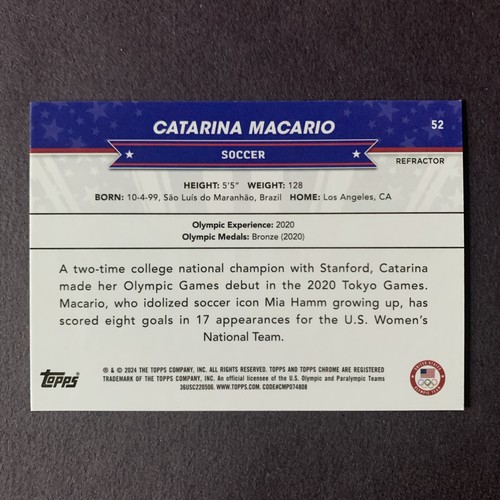 CATARINA MACARIO
52
SOCCER
REFRACTOR
HEIGHT: 5'5" WEIGHT: 128
BORN: 10-4-99, São Luís do Maranhão, Brazil HOME: Los Angeles, CA
Olympic Experience: 2020
Olympic Medals: Bronze (2020)
A two-time college national champion with Stanford, Catarina
made her Olympic Games debut in the 2020 Tokyo Games.
Macario, who idolized soccer icon Mia Hamm growing up, has
scored eight goals in 17 appearances for the U.S. Women's
National Team.
TOPPS
® & © 2024 THE TOPPS COMPANY, INC. ALL RIGHTS RESERVED. TOPPS AND TOPPS CHROME ARE REGISTERED
TRADEMARK OF THE TOPPS COMPANY, INC. An official licensee of the U.S. Olympic and Paralympic Teams
36USC220506. WWW.TOPPS.COM. CODE#CMP074808